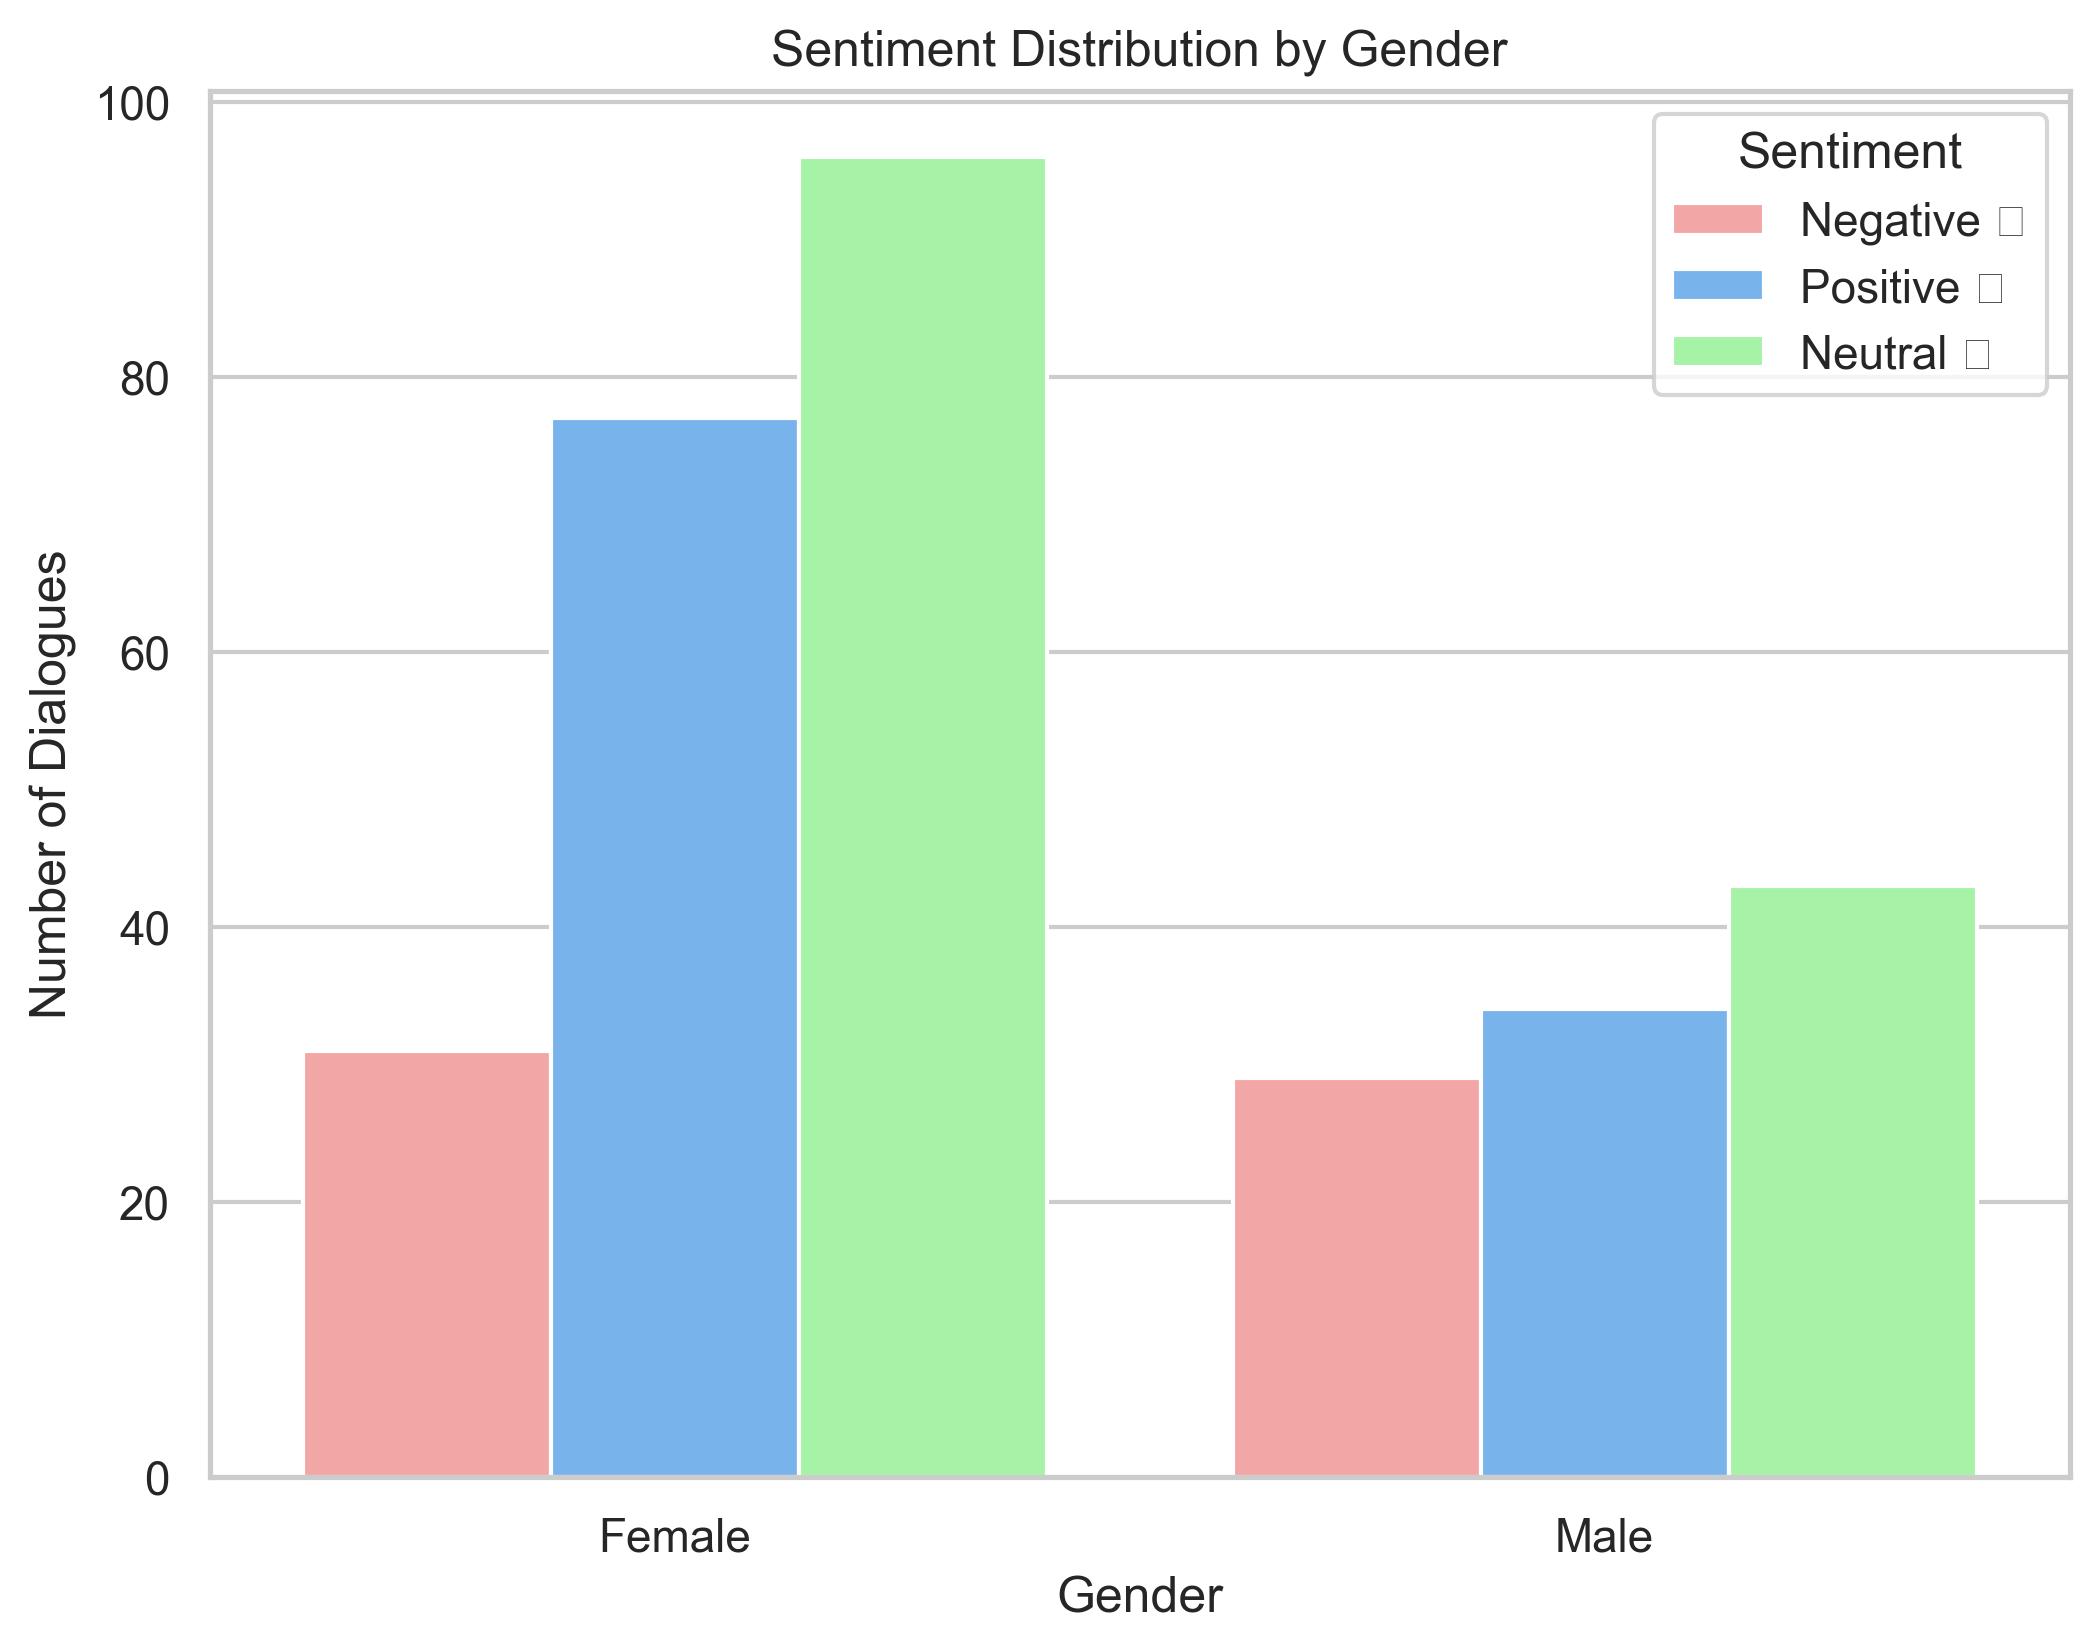 Sentiment Distribution by Gender
100
80
60
40
20
0
Number of Dialogues
Sentiment
Negative □
Positive □
Neutral □
Female
Male
Gender